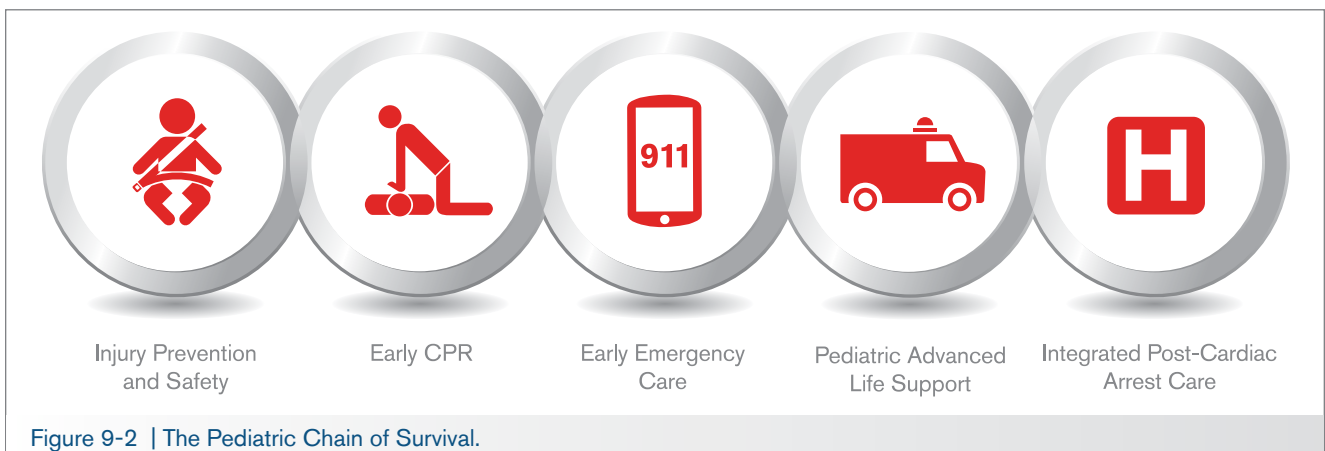 911
H
Injury Prevention
and Safety
Early CPR
Early Emergency
Care
Pediatric Advanced
Life Support
Integrated Post-Cardiac
Arrest Care
Figure 9-2 | The Pediatric Chain of Survival.